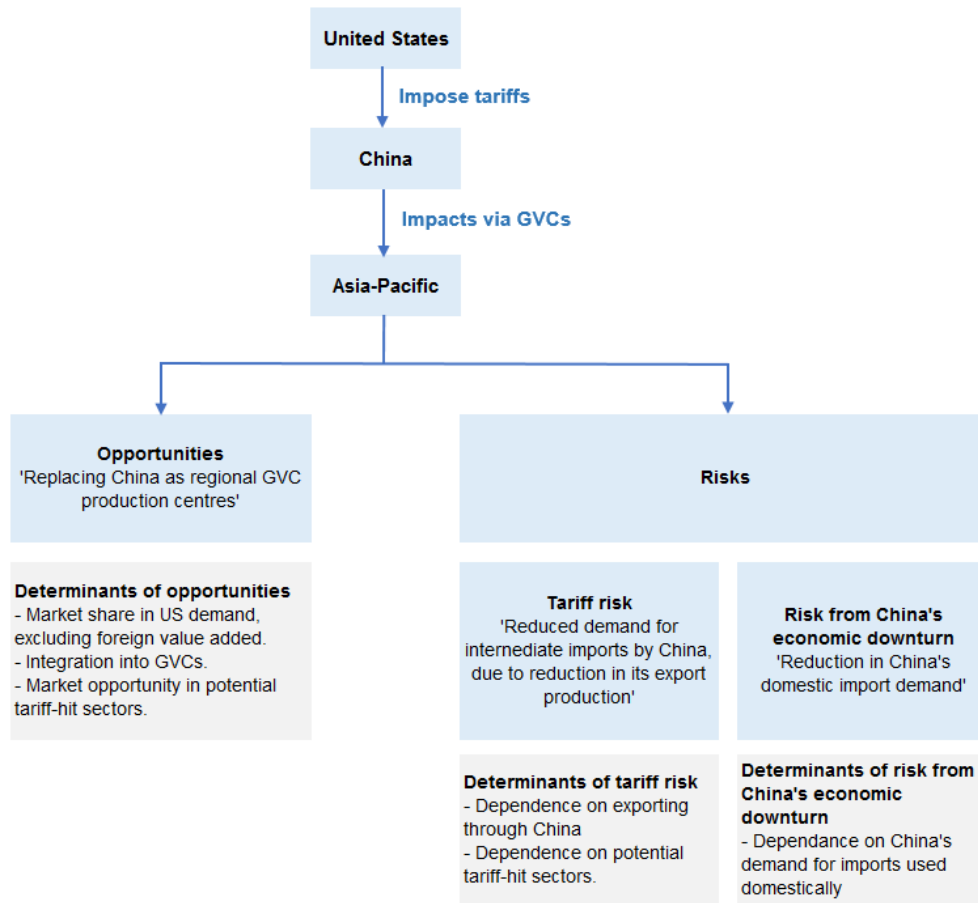 United States
Impose tariffs
China
Impacts via GVCs
Asia-Pacific
Opportunities
'Replacing China as regional GVC
production centres'
Risks
Determinants of opportunities
- Market share in US demand,
excluding foreign value added.
- Integration into GVCs.
- Market opportunity in potential
tariff-hit sectors.
Tariff risk
'Reduced demand for
internediate imports by China,
due to reduction in its export
production'
Risk from China's
economic downturn
'Reduction in China's
domestic import demand'
Determinants of tariff risk
- Dependence on exporting
through China
- Dependence on potential
tariff-hit sectors.
Determinants of risk from
China's economic
downturn
- Dependance on China's
demand for imports used
domestically